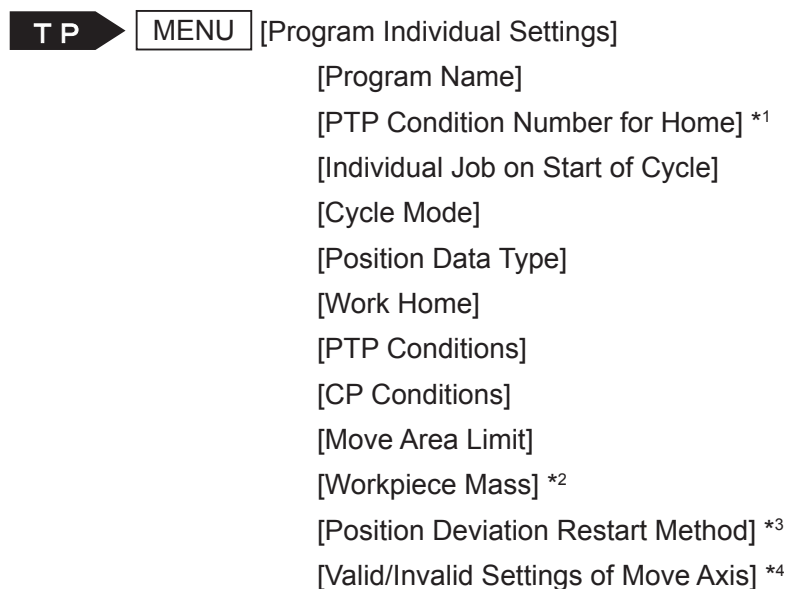 TP MENU [Program Individual Settings]
[Program Name]
[PTP Condition Number for Home] *1
[Individual Job on Start of Cycle]
[Cycle Mode]
[Position Data Type]
[Work Home]
[PTP Conditions]
[CP Conditions]
[Move Area Limit]
[Workpiece Mass] *2
[Position Deviation Restart Method] *3
[Valid/Invalid Settings of Move Axis] *4